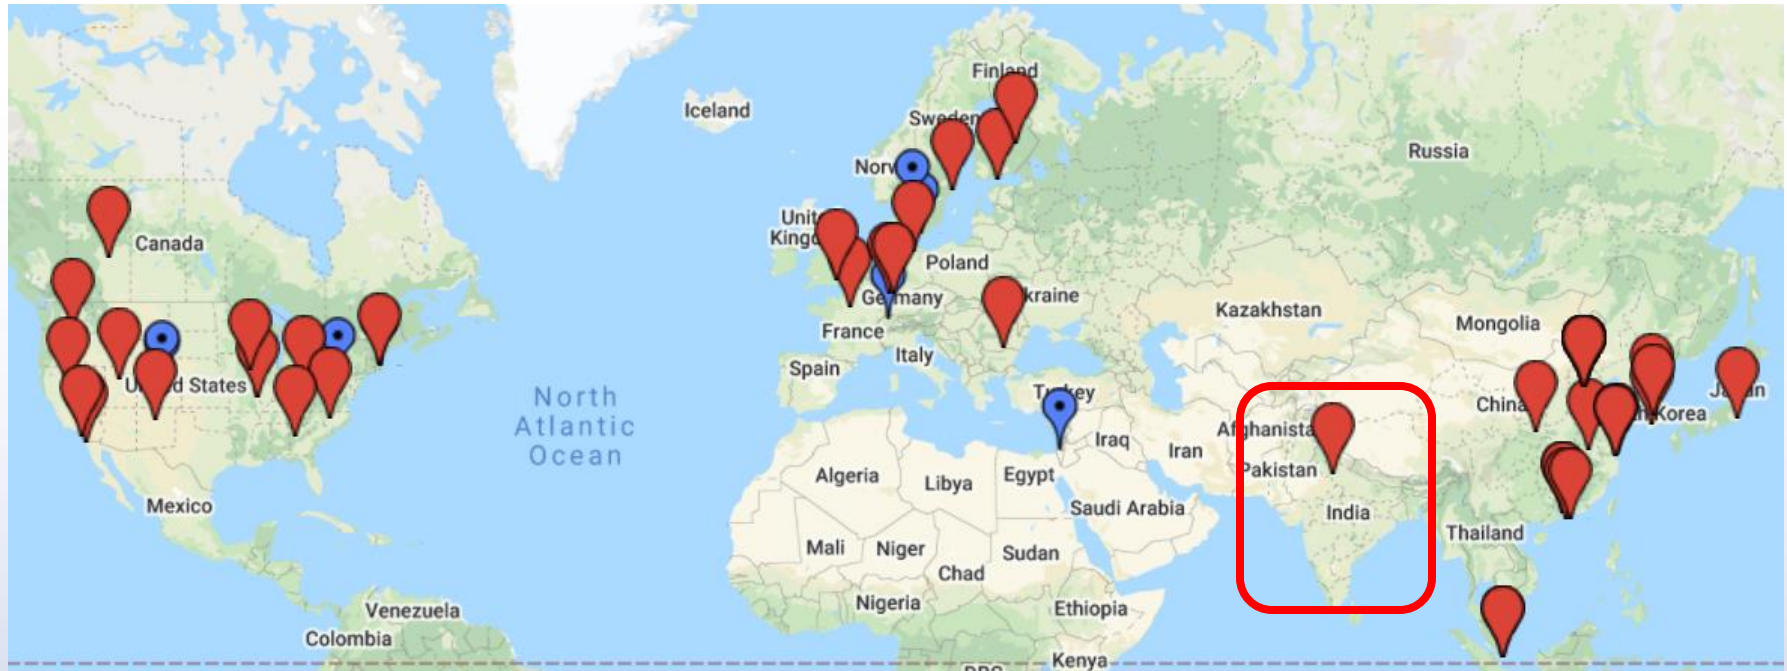 Finland
Iceland
Sweden
Russia
Norw
Canada
Unit
Kingd
Poland
Germany
kraine
Kazakhstan
Mongolia
France
Italy
Spain
United States
North
Atlantic
Ocean
Turkey
China
Korea
Japan
Afghanista
Iraq
Iran
Pakistan
Algeria
Libya
Egypt
Saudi Arabia
India
Mexico
Thailand
Mali
Niger
Sudan
Chad
Nigeria
Ethiopia
Venezuela
Colombia
Kenya